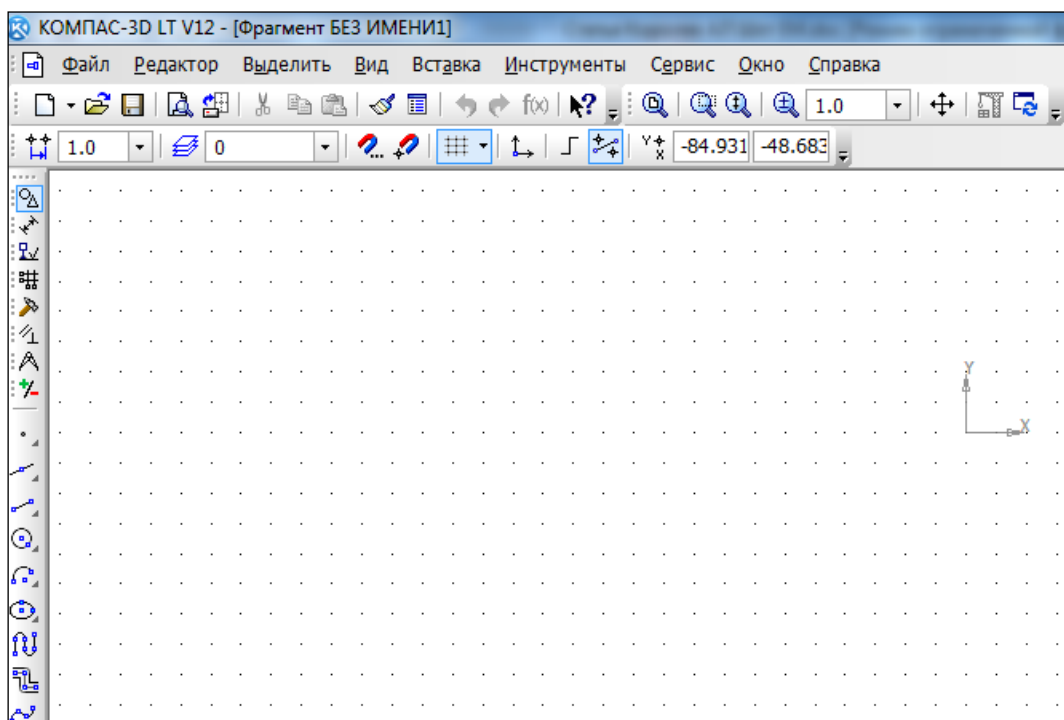 КОМПАС-3D LT V12 - [Фрагмент БЕЗ ИМЕНИ1]
Файл Редактор Выделить Вид Вставка Инструменты Сервис Окно Справка
f(x) ? 1.0
1.0 0 Y X -84.931 -48.683
Y
X